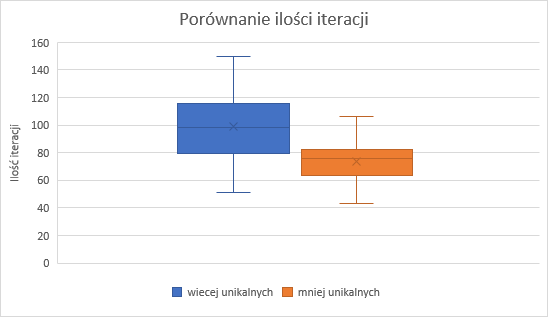 Porównanie ilości iteracji
160
140
120
100
80
60
40
20
0
Ilość iteracji
wiecej unikalnych
mniej unikalnych